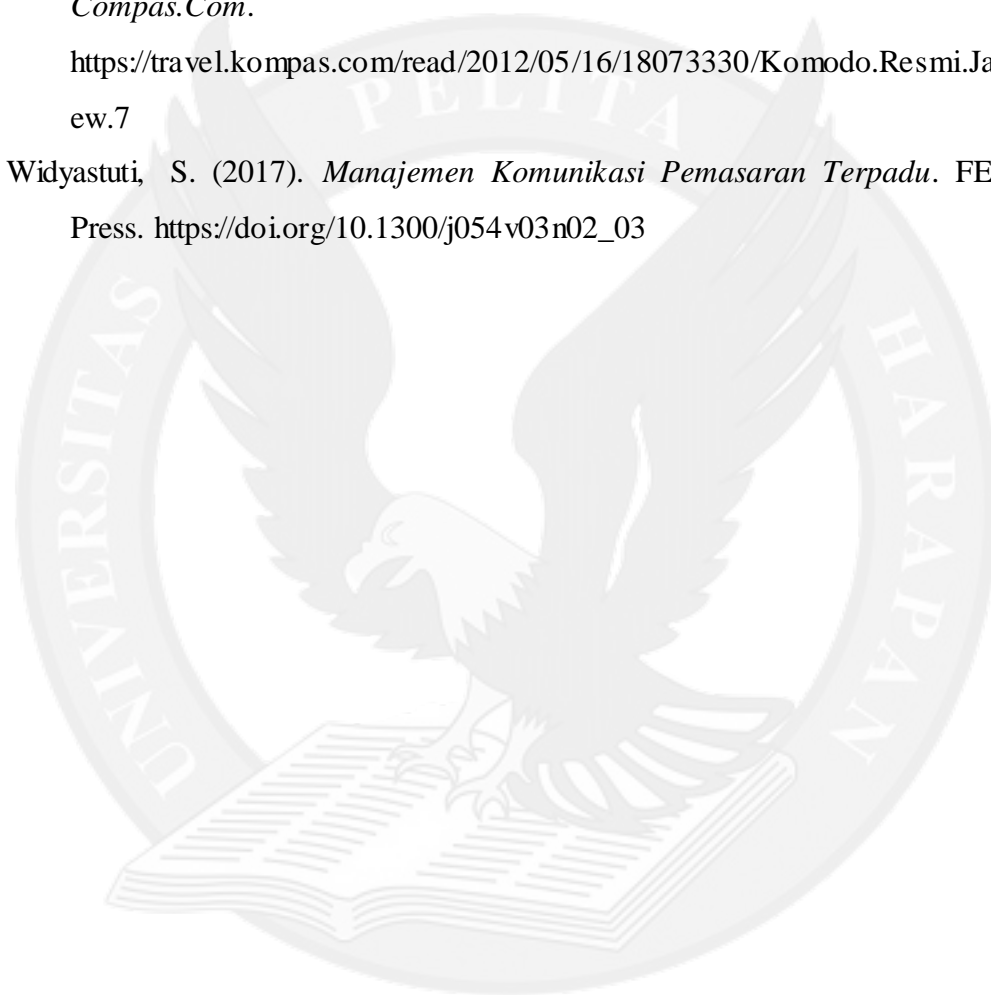 Compas.Com.
https://travel.kompas.com/read/2012/05/16/18073330/Komodo.Resmi.Ja
ew.7
Widyastuti, S. (2017). Manajemen Komunikasi Pemasaran Terpadu. FE
Press. https://doi.org/10.1300/j054v03n02_03
UNIVERSITAS PELITA HARAPAN